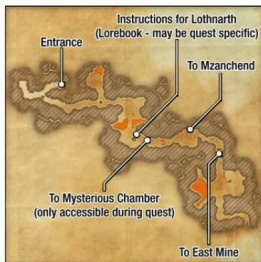 Instructions for Lothnarth
(Lorebook - may be quest specific)
Entrance
To Mzanchend
To Mysterious Chamber
(only accessible during quest)
To East Mine